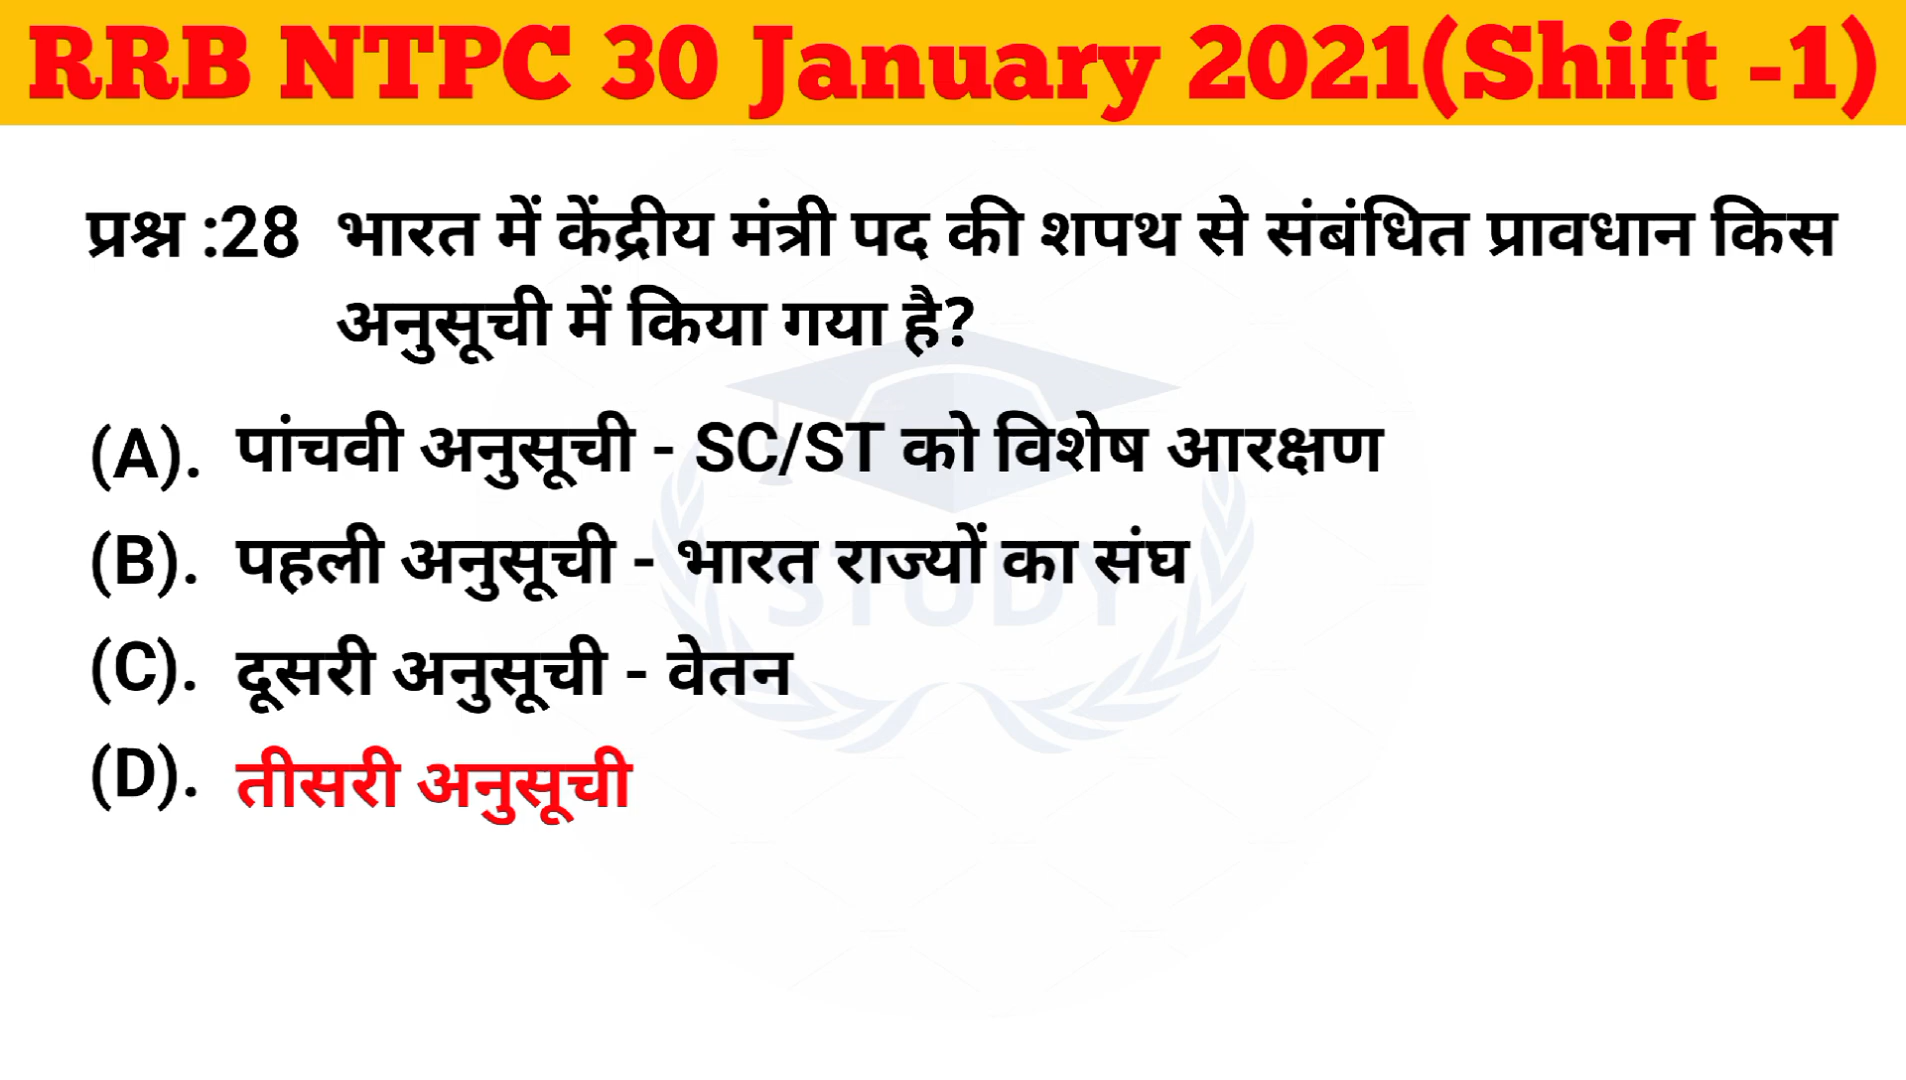 RRB NTPC 30 January 2021(Shift -1)
प्रश्न :28 भारत में केंद्रीय मंत्री पद की शपथ से संबंधित प्रावधान किस
अनुसूची में किया गया है?
(A). पांचवी अनुसूची - SC/ST को विशेष आरक्षण
(B). पहली अनुसूची - भारत राज्यों का संघ
STUDY
(C). दूसरी अनुसूची - वेतन
(D). तीसरी अनुसूची